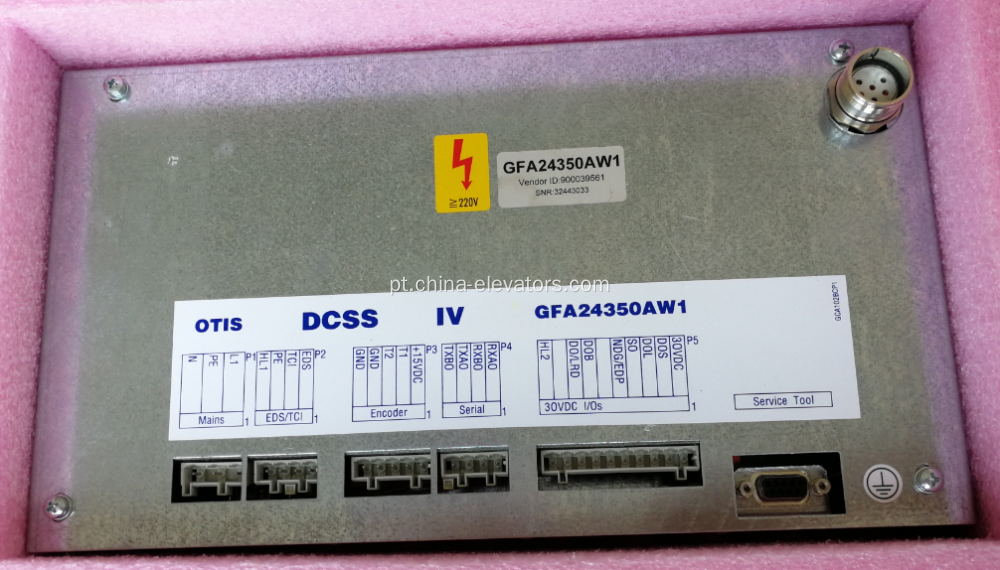 GFA24350AW1
Vendor ID:900039561
SNR:32443033
≧220V
pt.china-elevators.com
OTIS DCSS IV GFA24350AW1
GCA102BCP1
N
PE
L1
P1
HL1
PE
TCI
EDS
P2
GND
GND
T2
T1
+15VDC
P3
TXBO
TXAO
RXBO
RXAO
P4
HL2
DO/LRD
DOB
NDG/EDP
SO
DOL
DOS
30VDC
P5
Mains 1
EDS/TCI 1
Encoder 1
Serial 1
30VDC I/Os 1
Service Tool